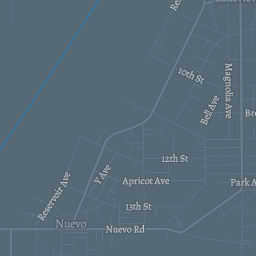 10th St
Magnolia Ave
Bell Ave
12th St
Y Ave
Apricot Ave
Park A
Reservoir Ave
13th St
Nuevo
Nuevo Rd